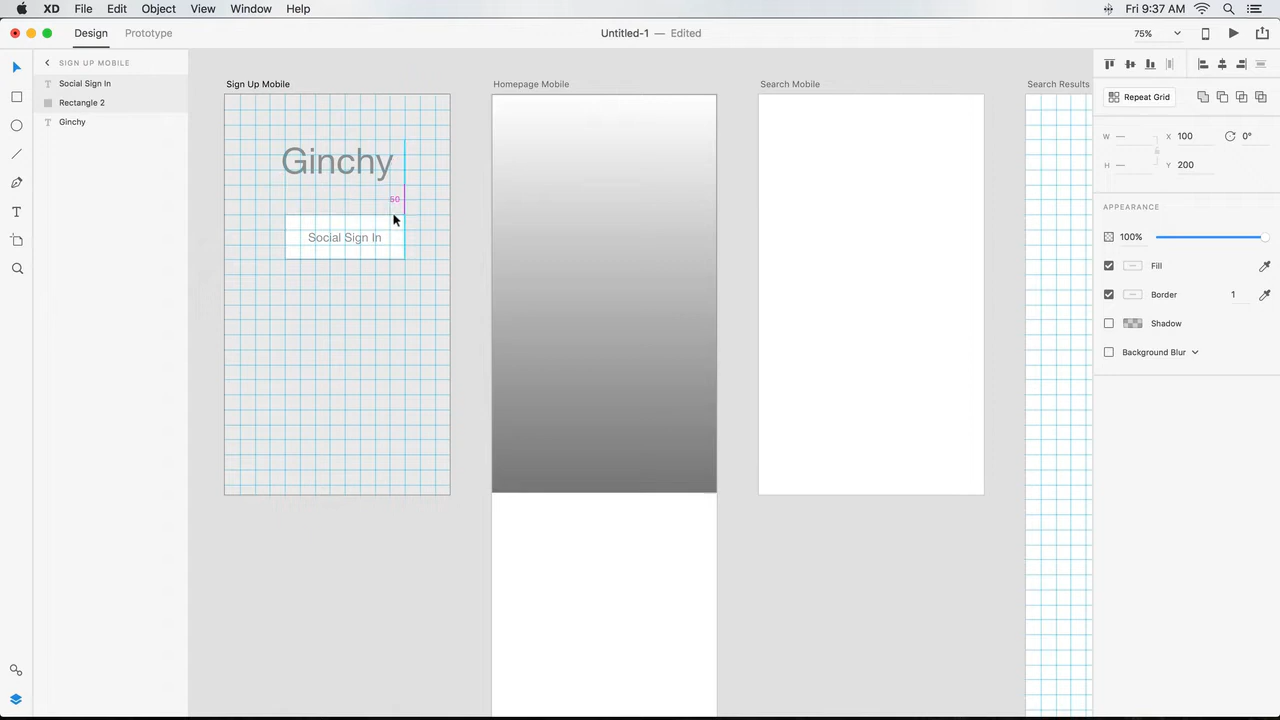 XD File Edit Object View Window Help Fri 9:37 AM
Design Prototype Untitled-1 — Edited 75%
SIGN UP MOBILE
Social Sign In
Rectangle 2
Ginchy
Sign Up Mobile Homepage Mobile Search Mobile Search Results
Ginchy
50
Social Sign In
Repeat Grid
W — X 100 0°
H — Y 200
APPEARANCE
100%
Fill
Border 1
Shadow
Background Blur